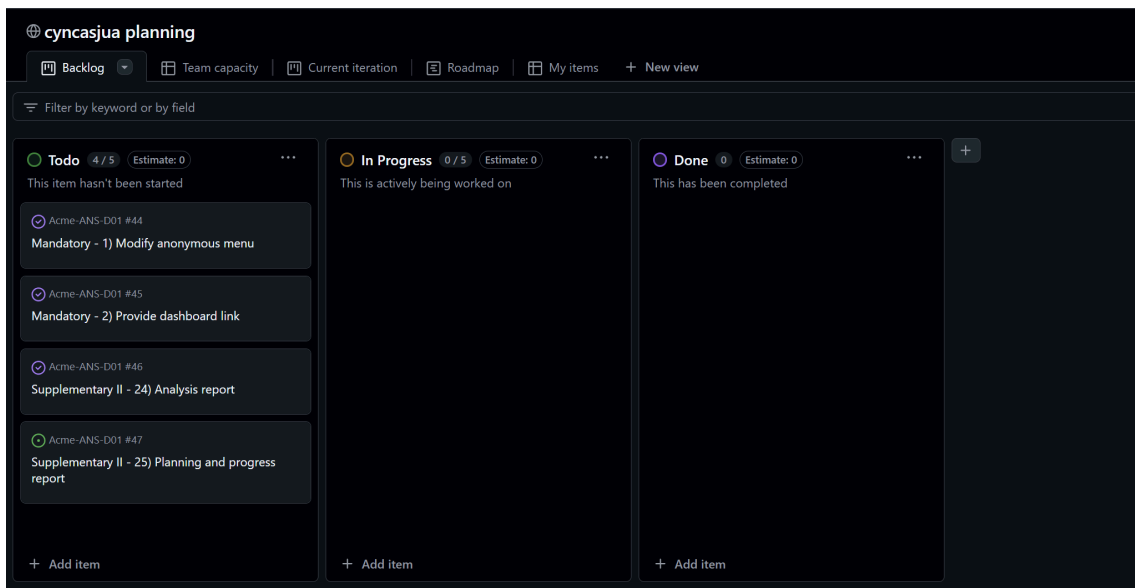 cyncasjua planning
Backlog Team capacity Current iteration Roadmap My items + New view
Filter by keyword or by field
Todo 4 / 5 Estimate: 0 ...
This item hasn't been started
Acme-ANS-D01 #44
Mandatory - 1) Modify anonymous menu
Acme-ANS-D01 #45
Mandatory - 2) Provide dashboard link
Acme-ANS-D01 #46
Supplementary II - 24) Analysis report
Acme-ANS-D01 #47
Supplementary II - 25) Planning and progress
report
+ Add item
In Progress 0 / 5 Estimate: 0 ...
This is actively being worked on
+ Add item
Done 0 Estimate: 0 ...
This has been completed
+ Add item
+